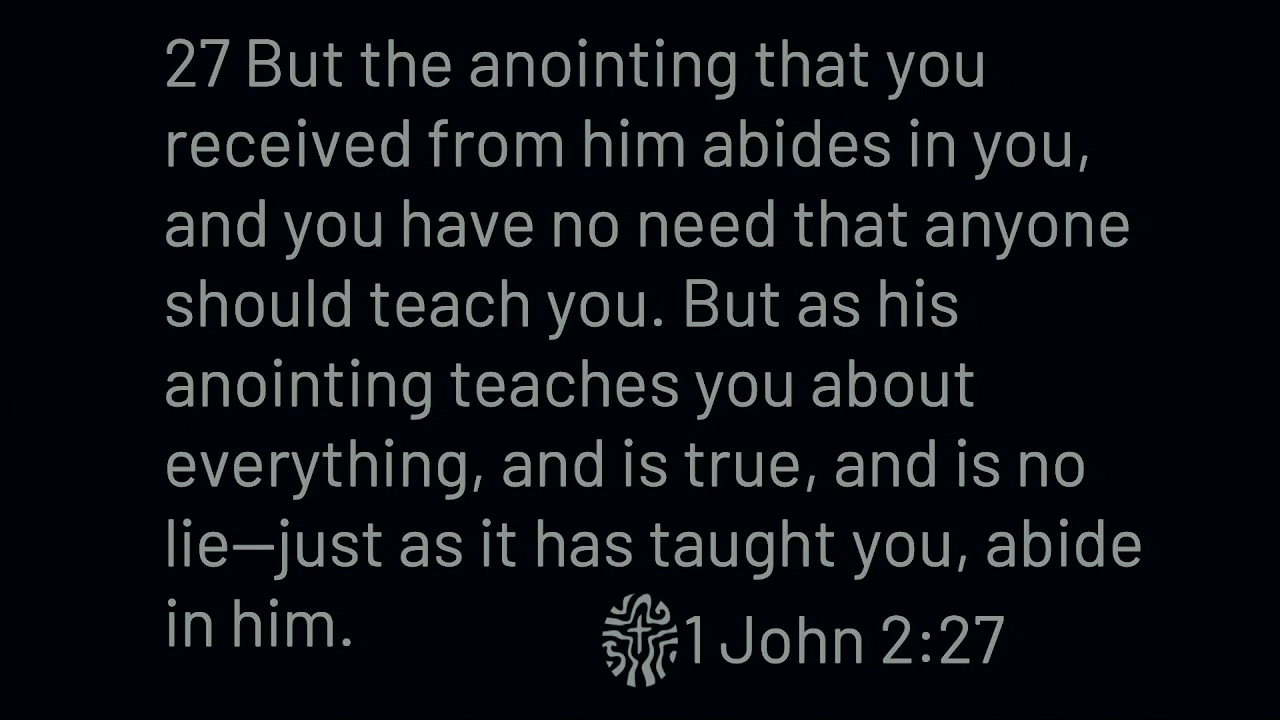 27 But the anointing that you
received from him abides in you,
and you have no need that anyone
should teach you. But as his
anointing teaches you about
everything, and is true, and is no
lie—just as it has taught you, abide
in him.
1 John 2:27